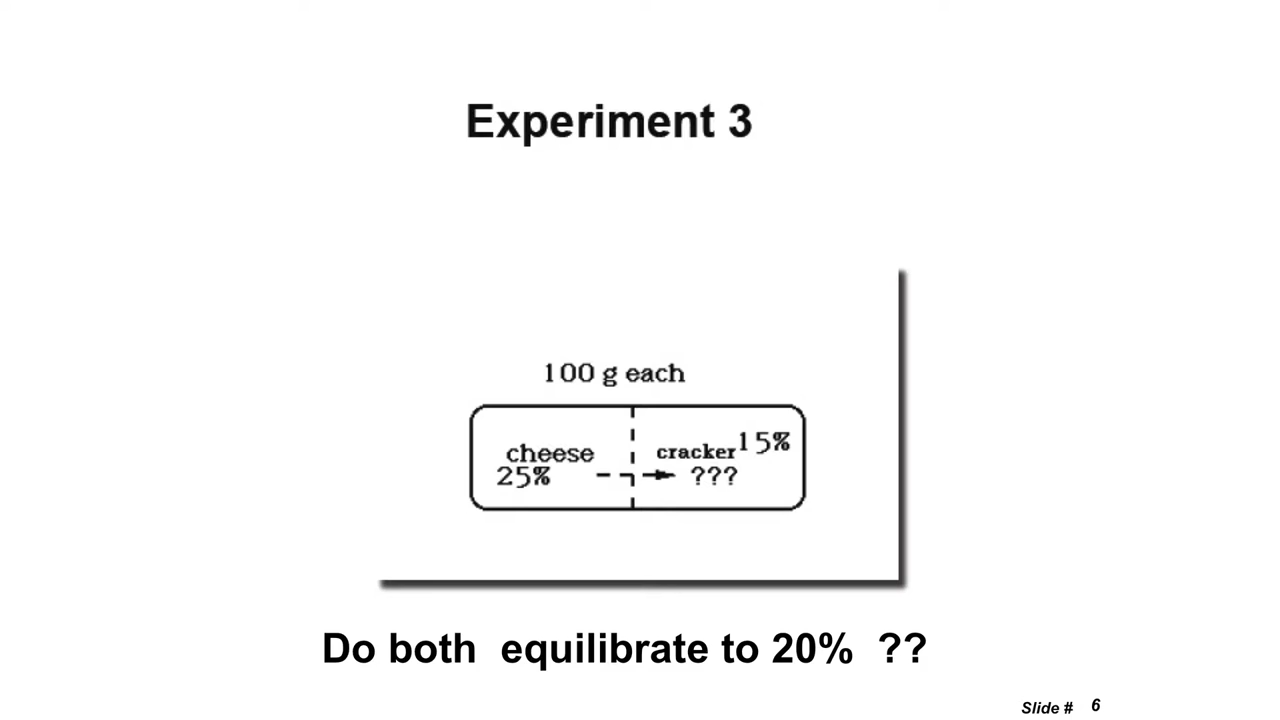 Experiment 3
100 g each
cheese
25%
cracker 15%
???
Do both equilibrate to 20% ??
Slide # 6